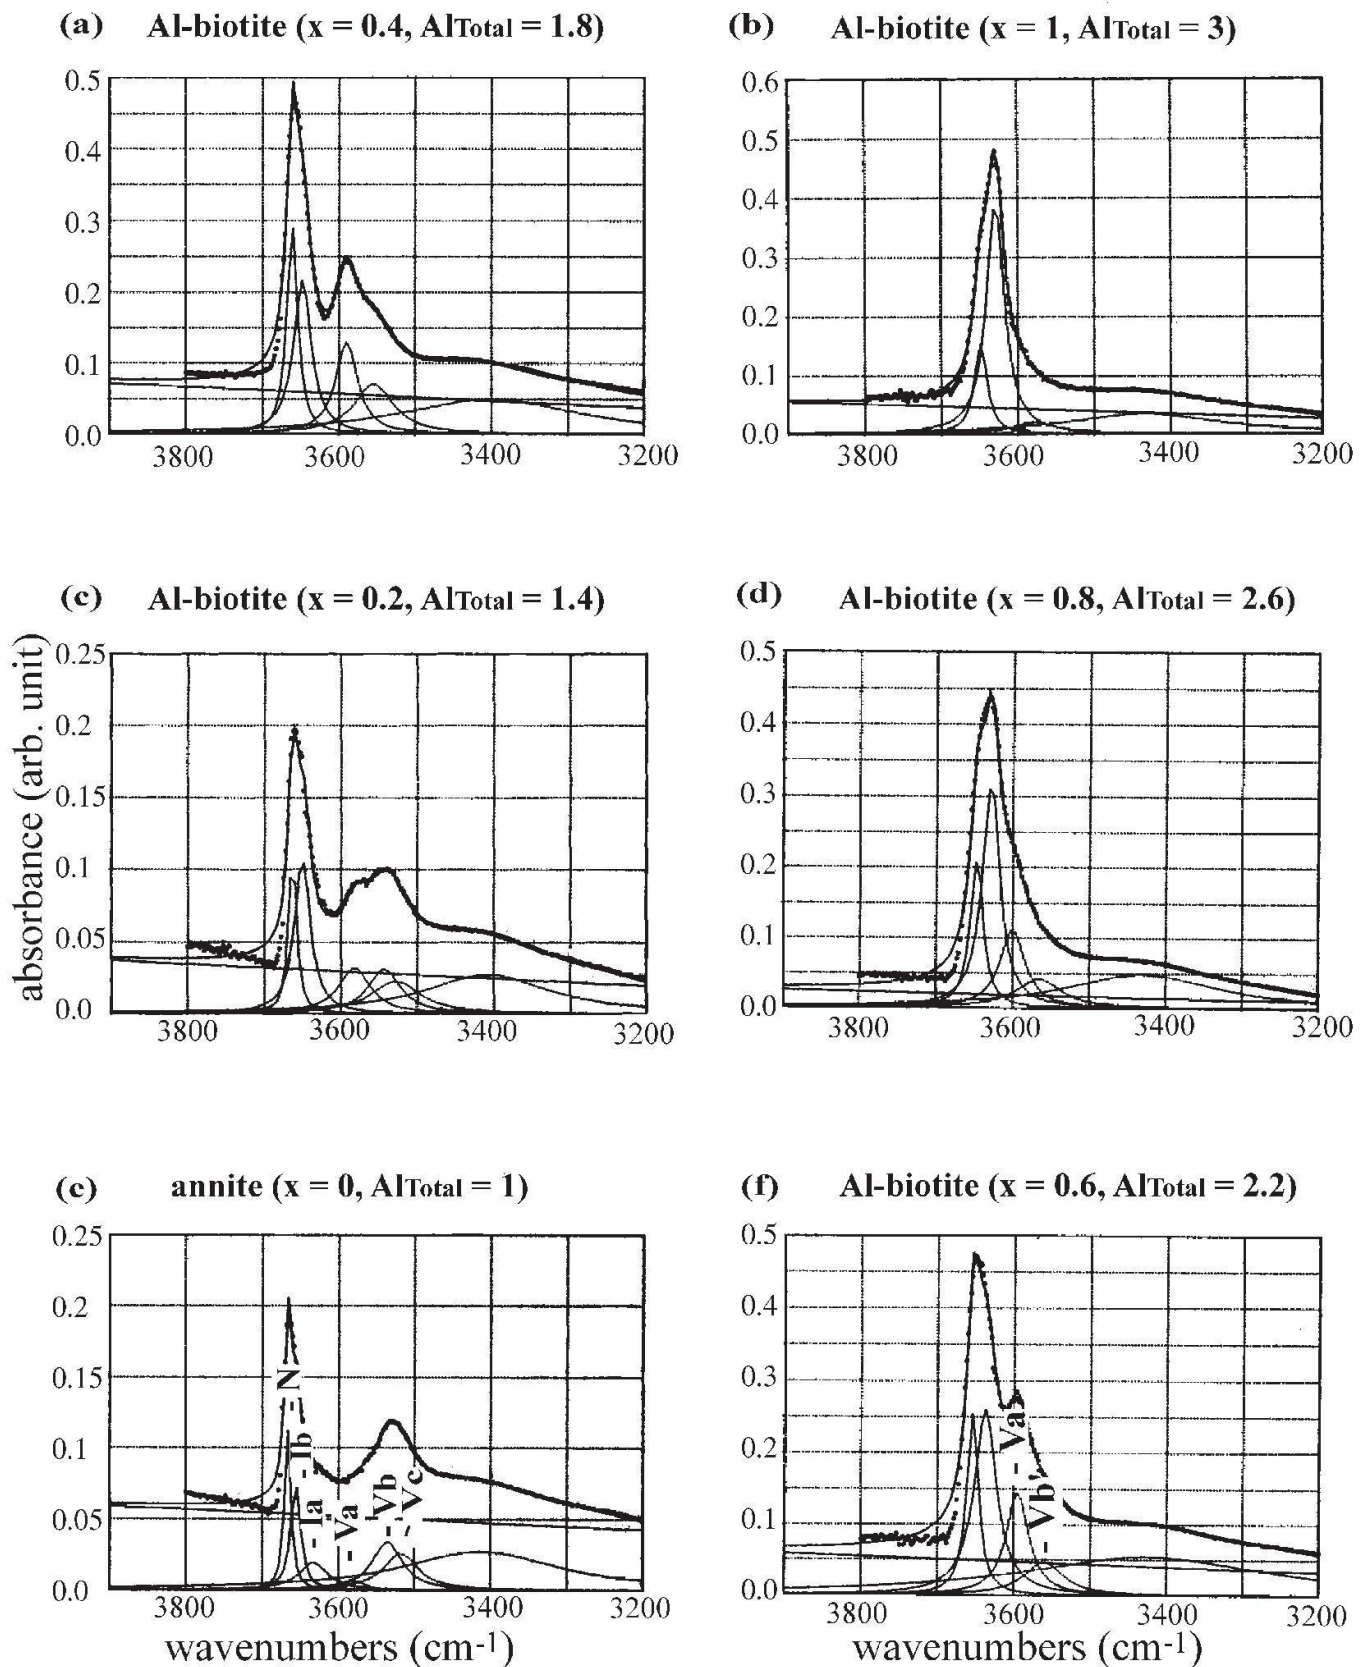 (a) Al-biotite (x = 0.4, AlTotal = 1.8)
0.5
0.4
0.3
0.2
0.1
0.0
3800 3600 3400 3200
(b) Al-biotite (x = 1, AlTotal = 3)
0.6
0.5
0.4
0.3
0.2
0.1
0.0
3800 3600 3400 3200
(c) Al-biotite (x = 0.2, AlTotal = 1.4)
absorbance (arb. unit)
0.25
0.2
0.15
0.1
0.05
0.0
3800 3600 3400 3200
(d) Al-biotite (x = 0.8, AlTotal = 2.6)
0.5
0.4
0.3
0.2
0.1
0.0
3800 3600 3400 3200
(e) annite (x = 0, AlTotal = 1)
0.25
0.2
0.15
0.1
0.05
0.0
N
Ib
Ia
Va
Vb
Vc
3800 3600 3400 3200
wavenumbers (cm-1)
(f) Al-biotite (x = 0.6, AlTotal = 2.2)
0.5
0.4
0.3
0.2
0.1
0.0
Va
Vb'
3800 3600 3400 3200
wavenumbers (cm-1)